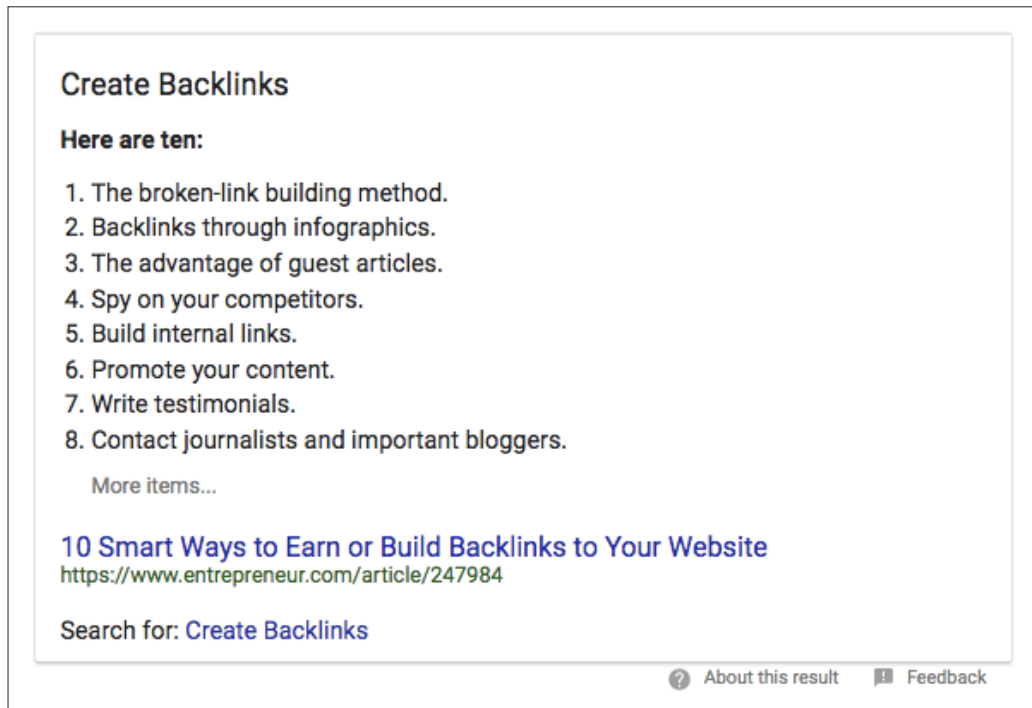 Create Backlinks
Here are ten:
1. The broken-link building method.
2. Backlinks through infographics.
3. The advantage of guest articles.
4. Spy on your competitors.
5. Build internal links.
6. Promote your content.
7. Write testimonials.
8. Contact journalists and important bloggers.
More items...
10 Smart Ways to Earn or Build Backlinks to Your Website
https://www.entrepreneur.com/article/247984
Search for: Create Backlinks
About this result Feedback